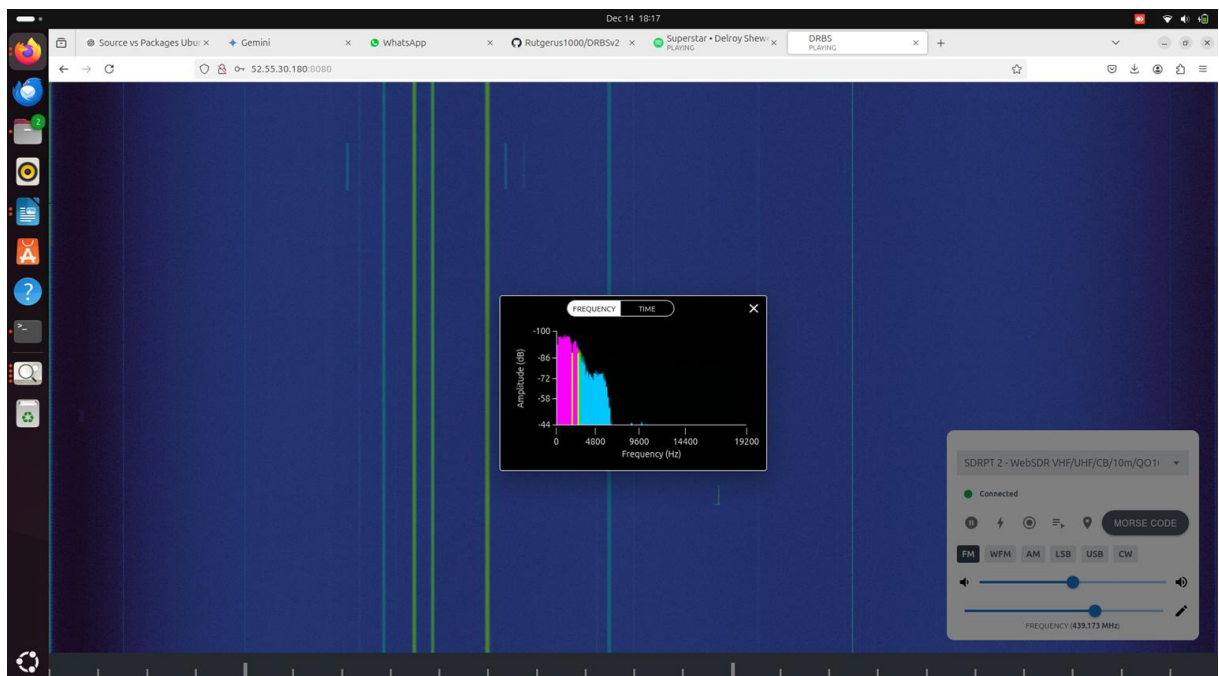 Dec 14 18:17
Source vs Packages Ubun
Gemini
WhatsApp
Rutgerus1000/DRBSv2
Superstar • Delroy Shew
PLAYING
DRBS
PLAYING
52.55.30.180:8080
2
FREQUENCY TIME
-100
-86
-72
-58
-44
Amplitude (dB)
0 4800 9600 14400 19200
Frequency (Hz)
SDRPT 2 - WebSDR VHF/UHF/CB/10m/QO1
Connected
MORSE CODE
FM WFM AM LSB USB CW
FREQUENCY (439.173 MHz)